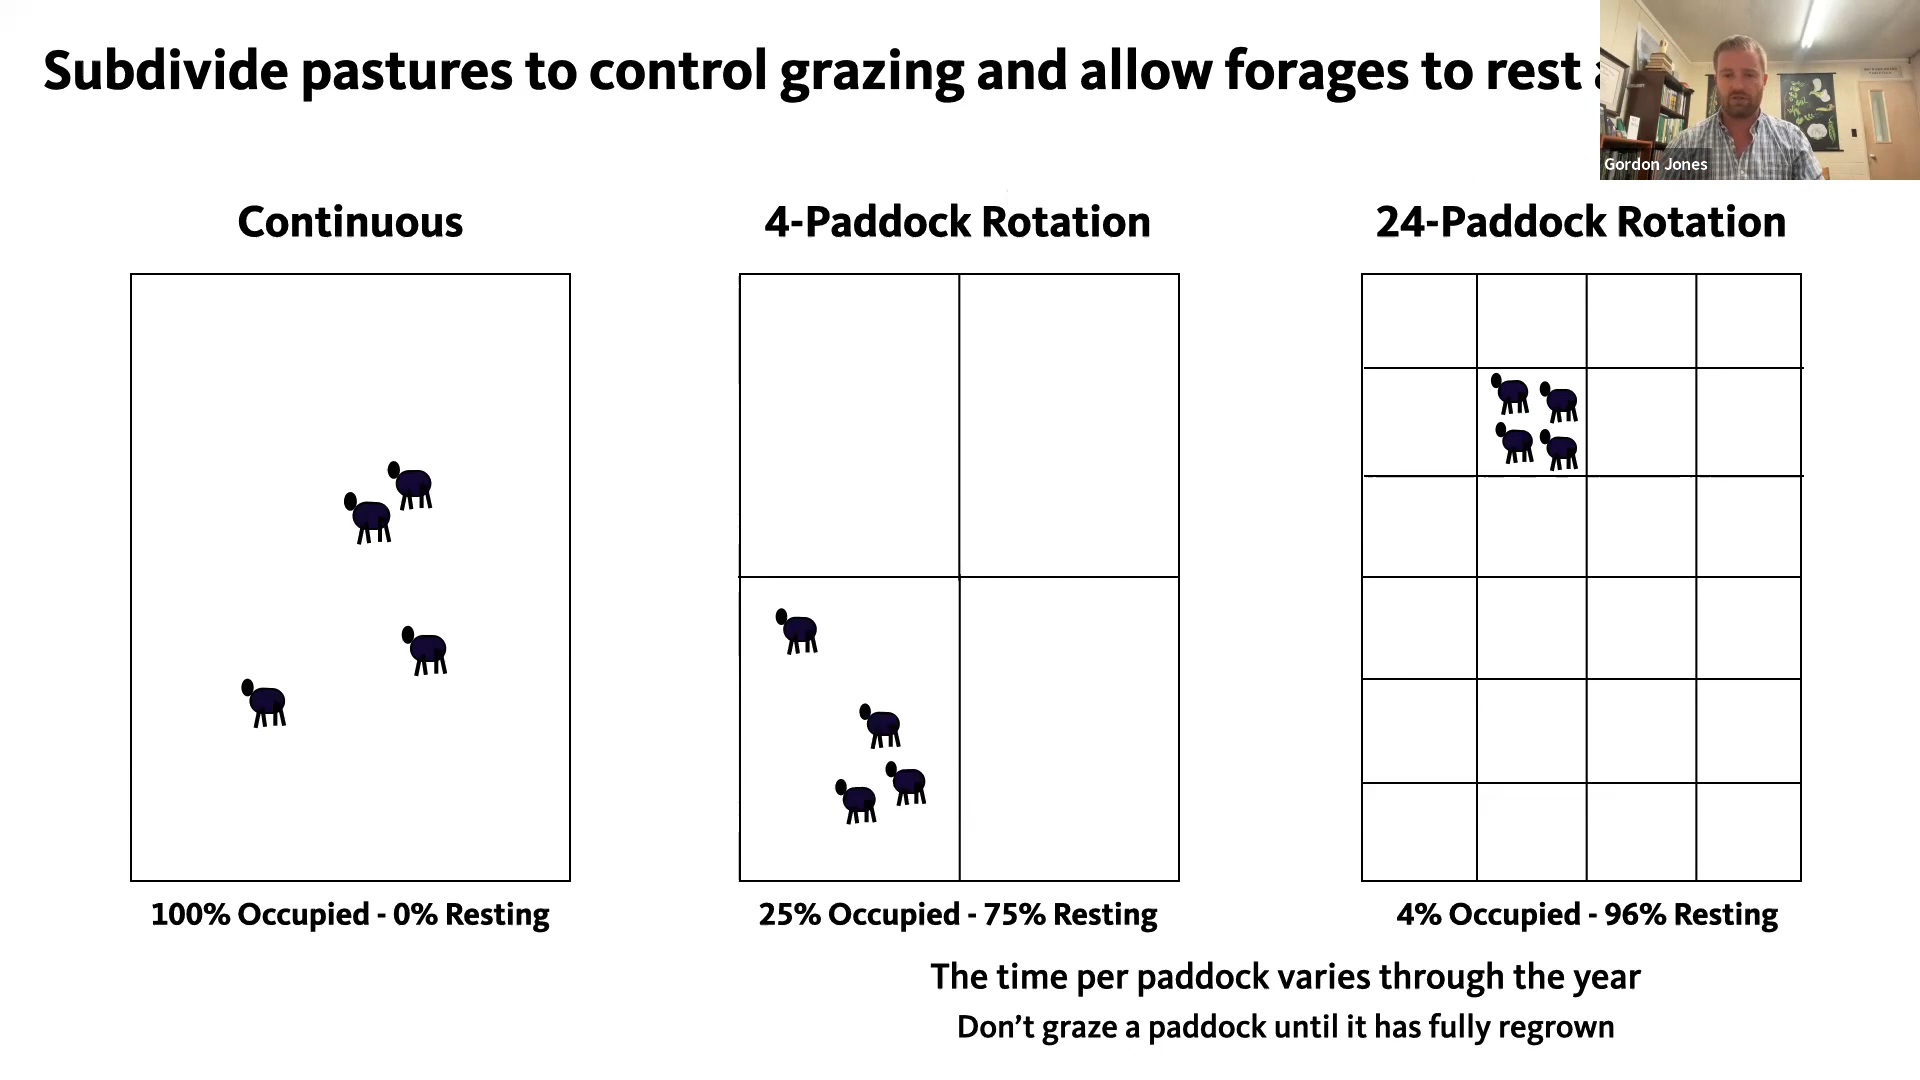 Subdivide pastures to control grazing and allow forages to rest
Gordon Jones
Continuous
4-Paddock Rotation
24-Paddock Rotation
100% Occupied - 0% Resting
25% Occupied - 75% Resting
4% Occupied - 96% Resting
The time per paddock varies through the year
Don’t graze a paddock until it has fully regrown